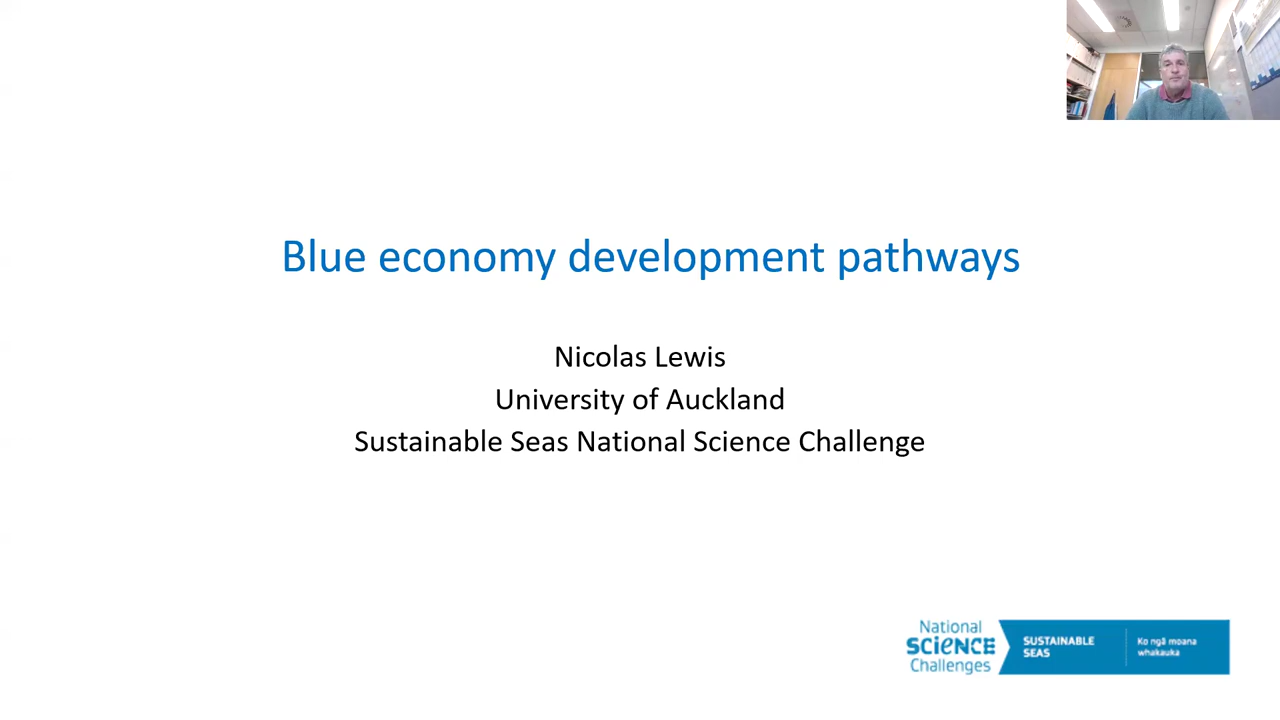 Blue economy development pathways
Nicolas Lewis
University of Auckland
Sustainable Seas National Science Challenge
National
SCIENCE
Challenges
SUSTAINABLE
SEAS
Ko ngā moana
whakauka